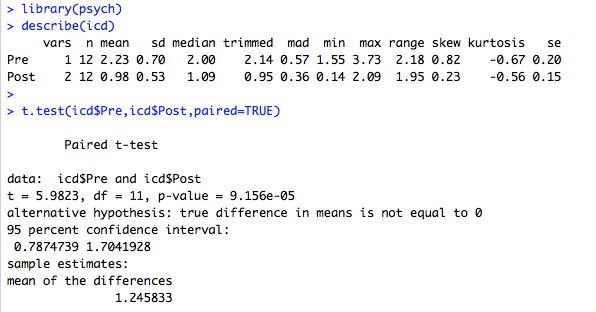 > library(psych)
> describe(icd)
     vars  n mean   sd median trimmed  mad  min  max range skew kurtosis   se
Pre     1 12 2.23 0.70   2.00    2.14 0.57 1.55 3.73  2.18 0.82    -0.67 0.20
Post    2 12 0.98 0.53   1.09    0.95 0.36 0.14 2.09  1.95 0.23    -0.56 0.15
>
> t.test(icd$Pre,icd$Post,paired=TRUE)
        Paired t-test
data:  icd$Pre and icd$Post
t = 5.9823, df = 11, p-value = 9.156e-05
alternative hypothesis: true difference in means is not equal to 0
95 percent confidence interval:
 0.7874739 1.7041928
sample estimates:
mean of the differences
               1.245833